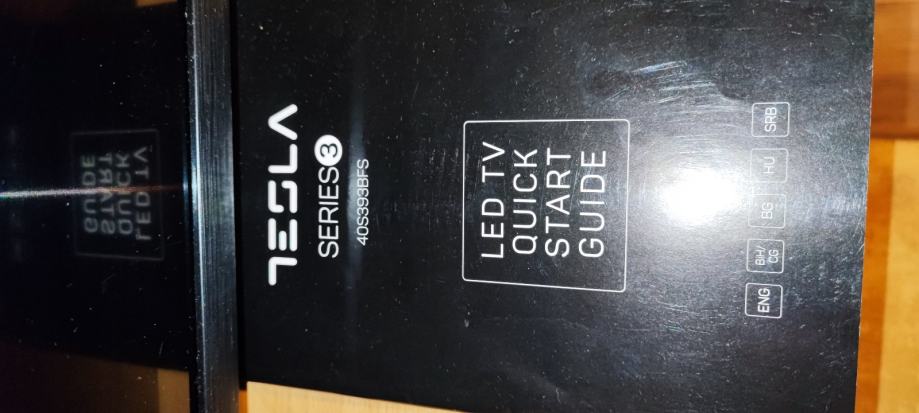 TESLA
SERIES 3
40S393BFS
LED TV
QUICK
START
GUIDE
ENG
BIH/
CG
BG
HU
SRB